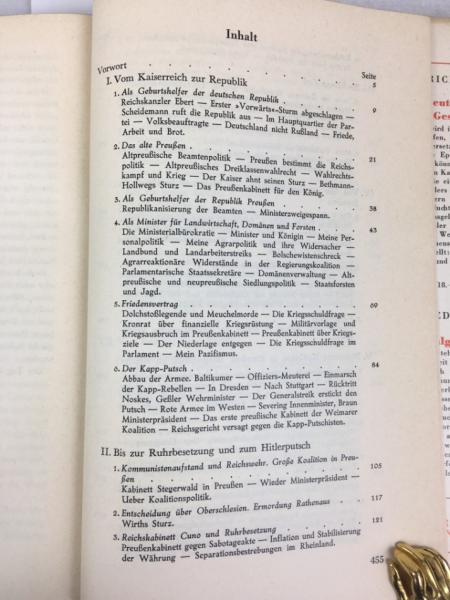 Inhalt
Seite
Vorwort . . . . . . . . . . . . 5
I. Vom Kaiserreich zur Republik
1. Als Geburtshelfer der deutschen Republik . . . . . 9
Reichskanzler Ebert — Erster »Vorwärts«-Sturm abgeschlagen —
Scheidemann ruft die Republik aus — Im Hauptquartier der Par-
tei — Volksbeauftragte — Deutschland nicht Rußland — Friede,
Arbeit und Brot.
2. Das alte Preußen . . . . . . . . . . 21
Altpreußische Beamtenpolitik — Preußen bestimmt die Reichs-
politik — Altpreußisches Dreiklassenwahlrecht — Wahlrechts-
kampf und Krieg — Der Kaiser ahnt seinen Sturz — Bethmann-
Hollwegs Sturz — Das Preußenkabinett für den König.
3. Als Geburtshelfer der Republik Preußen . . . . . 38
Republikanisierung der Beamten — Ministerzweigespann.
4. Als Minister für Landwirtschaft, Domänen und Forsten . . 43
Die Ministerialbürokratie — Minister und Königin — Meine Per-
sonalpolitik — Meine Agrarpolitik und ihre Widersacher —
Landbund und Landarbeiterstreiks — Bolschewistenschreck —
Agrarreaktionäre Widerstände in der Regierungskoalition —
Parlamentarische Staatssekretäre — Domänenverwaltung — Alt-
preußische und neupreußische Siedlungspolitik — Staatsforsten
und Jagd.
5. Friedensvertrag . . . . . . . . . . 69
Dolchstoßlegende und Meuchelmorde — Die Kriegsschuldfrage —
Kronrat über finanzielle Kriegsrüstung — Militärvorlage und
Kriegsausbruch im Preußenkabinett — Preußenkabinett über Kriegs-
ziele — Der Niederlage entgegen — Die Kriegsschuldfrage im
Parlament — Mein Pazifismus.
6. Der Kapp-Putsch . . . . . . . . . . 84
Abbau der Armee. Baltikumer — Offiziers-Meuterei — Einmarsch
der Kapp-Rebellen — In Dresden — Nach Stuttgart — Rücktritt
Noskes, Geßler Wehrminister — Der Generalstreik erstickt den
Putsch — Rote Armee im Westen — Severing Innenminister, Braun
Ministerpräsident — Das erste Preußenkabinett der Weimarer
Koalition — Reichsgericht versagt gegen die Kapp-Putschisten.
II. Bis zur Ruhrbesetzung und zum Hitlerputsch
1. Kommunistenaufstand und Reichswehr. Große Koalition in Preu-
ßen . . . . . . . . . . . . 105
Kabinett Stegerwald in Preußen — Wieder Ministerpräsident —
Ueber Koalitionspolitik.
2. Entscheidung über Oberschlesien. Ermordung Rathenaus . . 117
Wirths Sturz.
3. Reichskabinett Cuno und Ruhrbesetzung . . . . . 121
Preußenkabinett gegen Sabotageakte — Inflation und Stabilisierung
der Währung — Separationsbestrebungen im Rheinland.
455